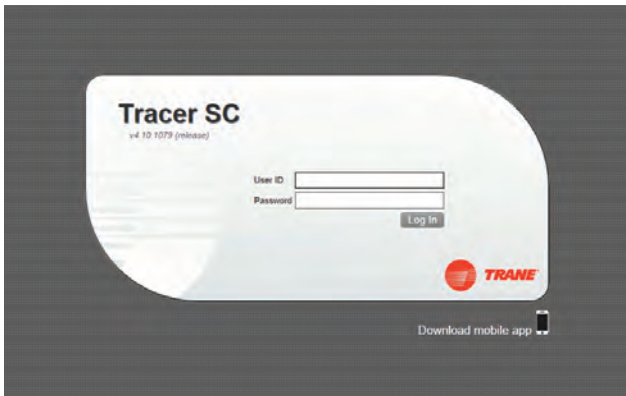 Tracer SC
v4.10.1079 (release)
User ID
Password
Log In
TRANE
Download mobile app